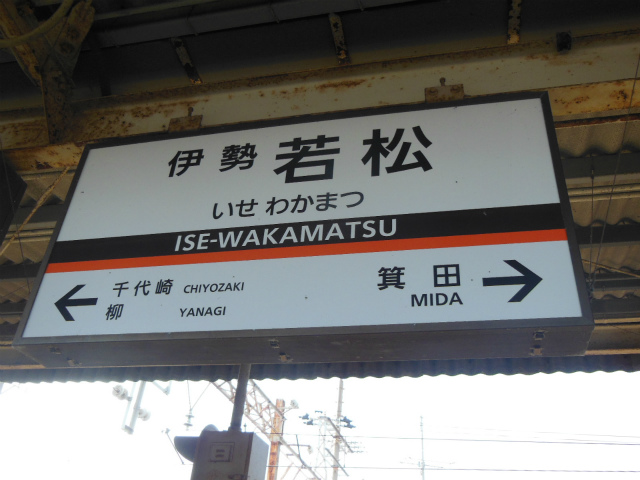 伊勢若松
いせ わかまつ
ISE-WAKAMATSU
千代崎 CHIYOZAKI
柳 YANAGI
箕田
MIDA